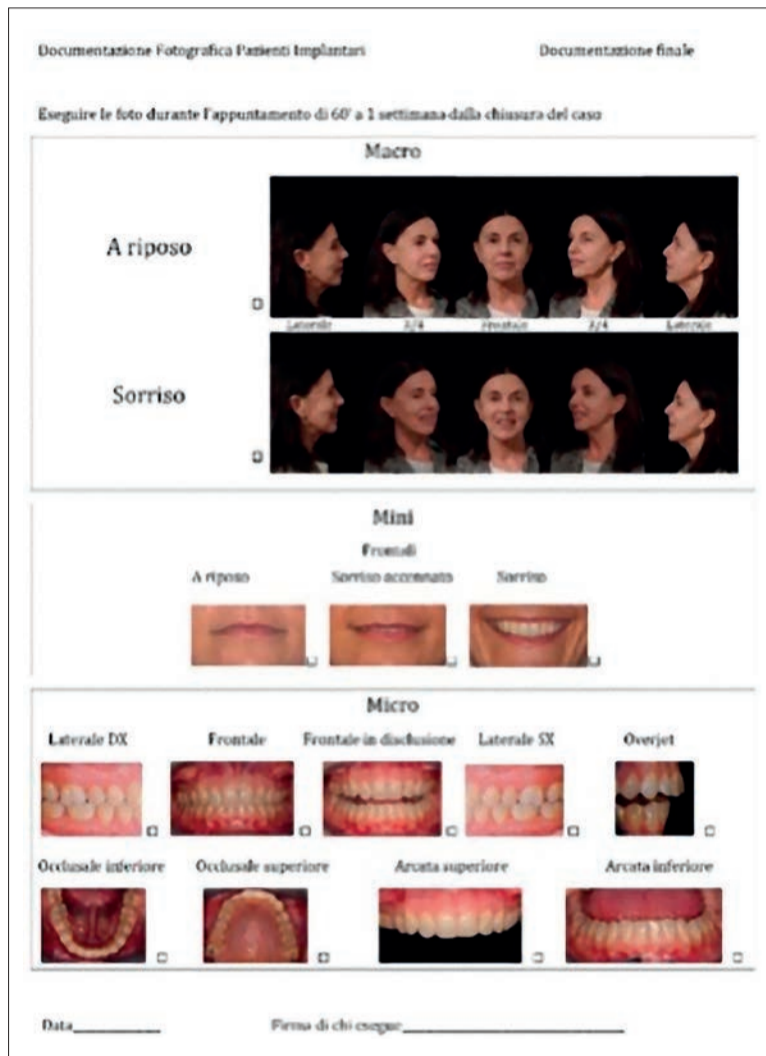 Documentazione Fotografica Pazienti Implantari Documentazione finale
Eseguire le foto durante l'appuntamento di 60' a 1 settimana dalla chiusura del caso
Macro
A riposo
Laterale 3/4 Frontale 3/4 Laterale
Sorriso
Mini
Frontali
A riposo Sorriso accennato Sorriso
Micro
Laterale DX Frontale Frontale in disclusione Laterale SX Overjet
Occlusale inferiore Occlusale superiore Arcata superiore Arcata inferiore
Data___________ Firma di chi esegue____________________________